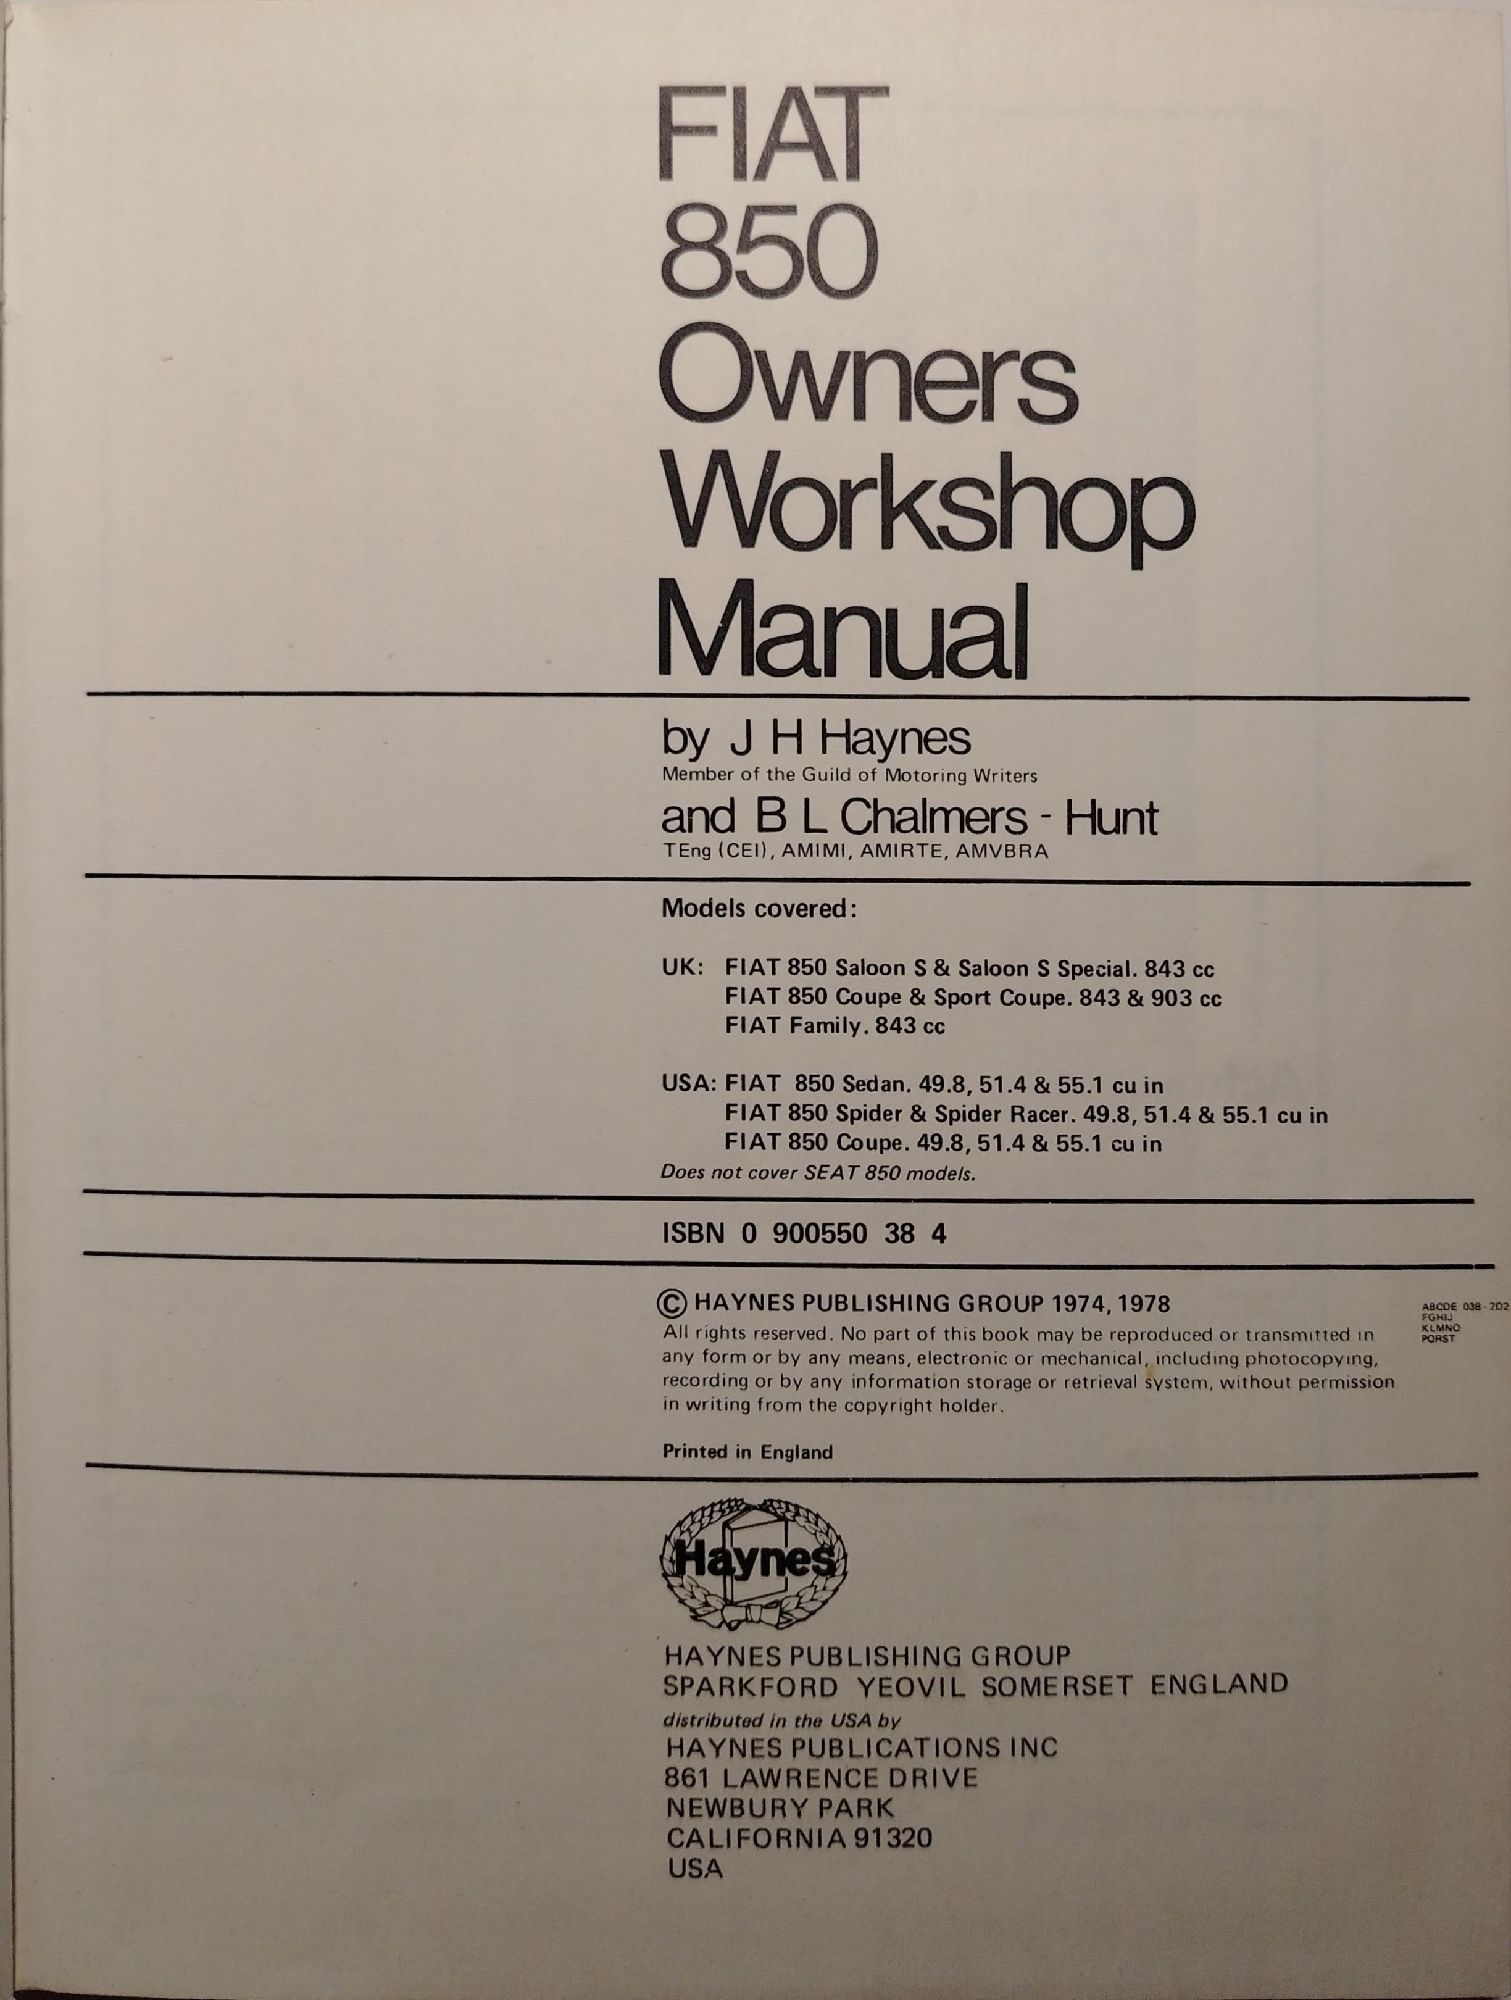 FIAT
850
Owners
Workshop
Manual
by J H Haynes
Member of the Guild of Motoring Writers
and B L Chalmers - Hunt
TEng (CEI), AMIMI, AMIRTE, AMVBRA
Models covered:
UK: FIAT 850 Saloon S & Saloon S Special. 843 cc
FIAT 850 Coupe & Sport Coupe. 843 & 903 cc
FIAT Family. 843 cc
USA: FIAT 850 Sedan. 49.8, 51.4 & 55.1 cu in
FIAT 850 Spider & Spider Racer. 49.8, 51.4 & 55.1 cu in
FIAT 850 Coupe. 49.8, 51.4 & 55.1 cu in
Does not cover SEAT 850 models.
ISBN 0 900550 38 4
© HAYNES PUBLISHING GROUP 1974, 1978
All rights reserved. No part of this book may be reproduced or transmitted in
any form or by any means, electronic or mechanical, including photocopying,
recording or by any information storage or retrieval system, without permission
in writing from the copyright holder.
ABCDE 038 - 2D2
FGHIJ
KLMNO
PQRST
Printed in England
Haynes
HAYNES PUBLISHING GROUP
SPARKFORD YEOVIL SOMERSET ENGLAND
distributed in the USA by
HAYNES PUBLICATIONS INC
861 LAWRENCE DRIVE
NEWBURY PARK
CALIFORNIA 91320
USA